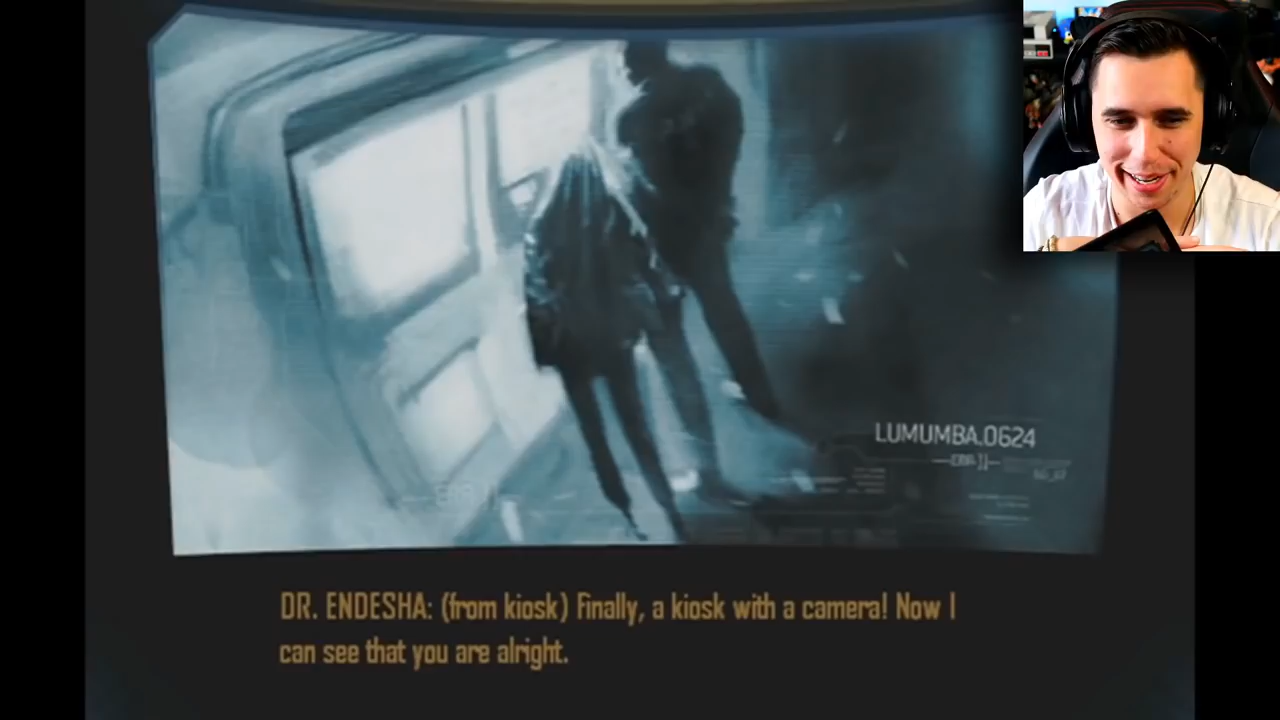 LUMUMBA.0624
DR. ENDESHA: (from kiosk) Finally, a kiosk with a camera! Now I
can see that you are alright.